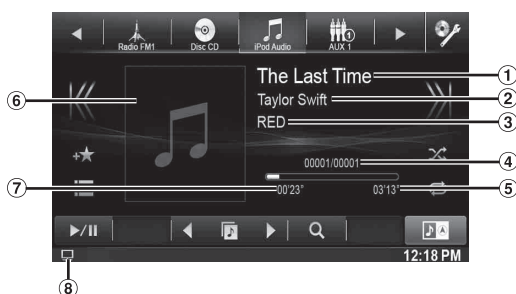 Radio FM1 Disc CD iPod Audio AUX 1
The Last Time 1
Taylor Swift 2
6 RED 3
00001/00001 4
7 00'23" 03'13" 5
12:18 PM
8